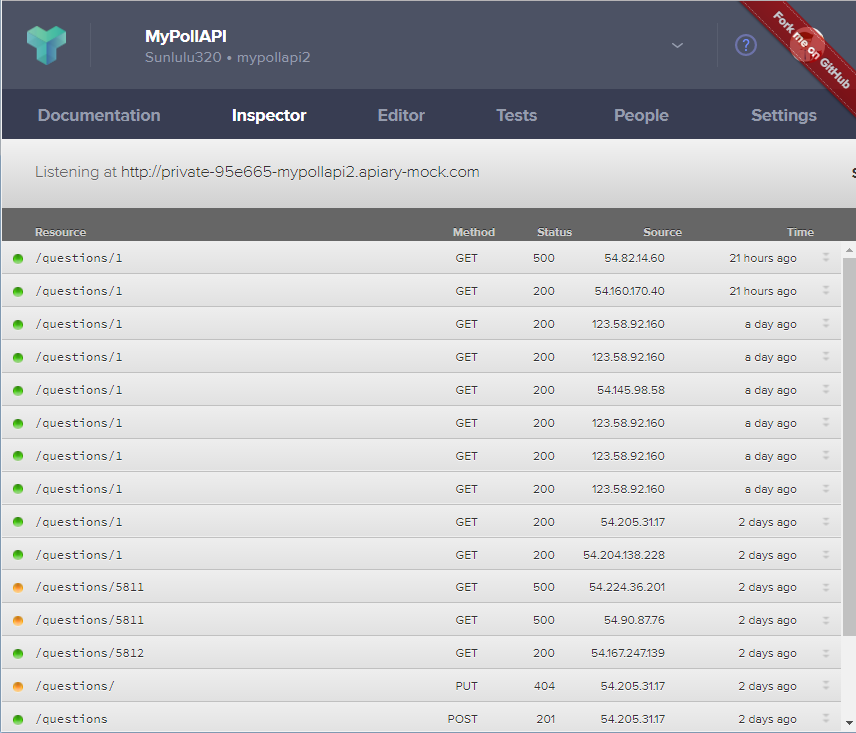 MyPollAPI
Sunlulu320 • mypollapi2
?
Fork me on GitHub
Documentation Inspector Editor Tests People Settings
Listening at http://private-95e665-mypollapi2.apiary-mock.com
Resource Method Status Source Time
/questions/1 GET 500 54.82.14.60 21 hours ago
/questions/1 GET 200 54.160.170.40 21 hours ago
/questions/1 GET 200 123.58.92.160 a day ago
/questions/1 GET 200 123.58.92.160 a day ago
/questions/1 GET 200 54.145.98.58 a day ago
/questions/1 GET 200 123.58.92.160 a day ago
/questions/1 GET 200 123.58.92.160 a day ago
/questions/1 GET 200 123.58.92.160 a day ago
/questions/1 GET 200 54.205.31.17 2 days ago
/questions/1 GET 200 54.204.138.228 2 days ago
/questions/5811 GET 500 54.224.36.201 2 days ago
/questions/5811 GET 500 54.90.87.76 2 days ago
/questions/5812 GET 200 54.167.247.139 2 days ago
/questions/ PUT 404 54.205.31.17 2 days ago
/questions POST 201 54.205.31.17 2 days ago